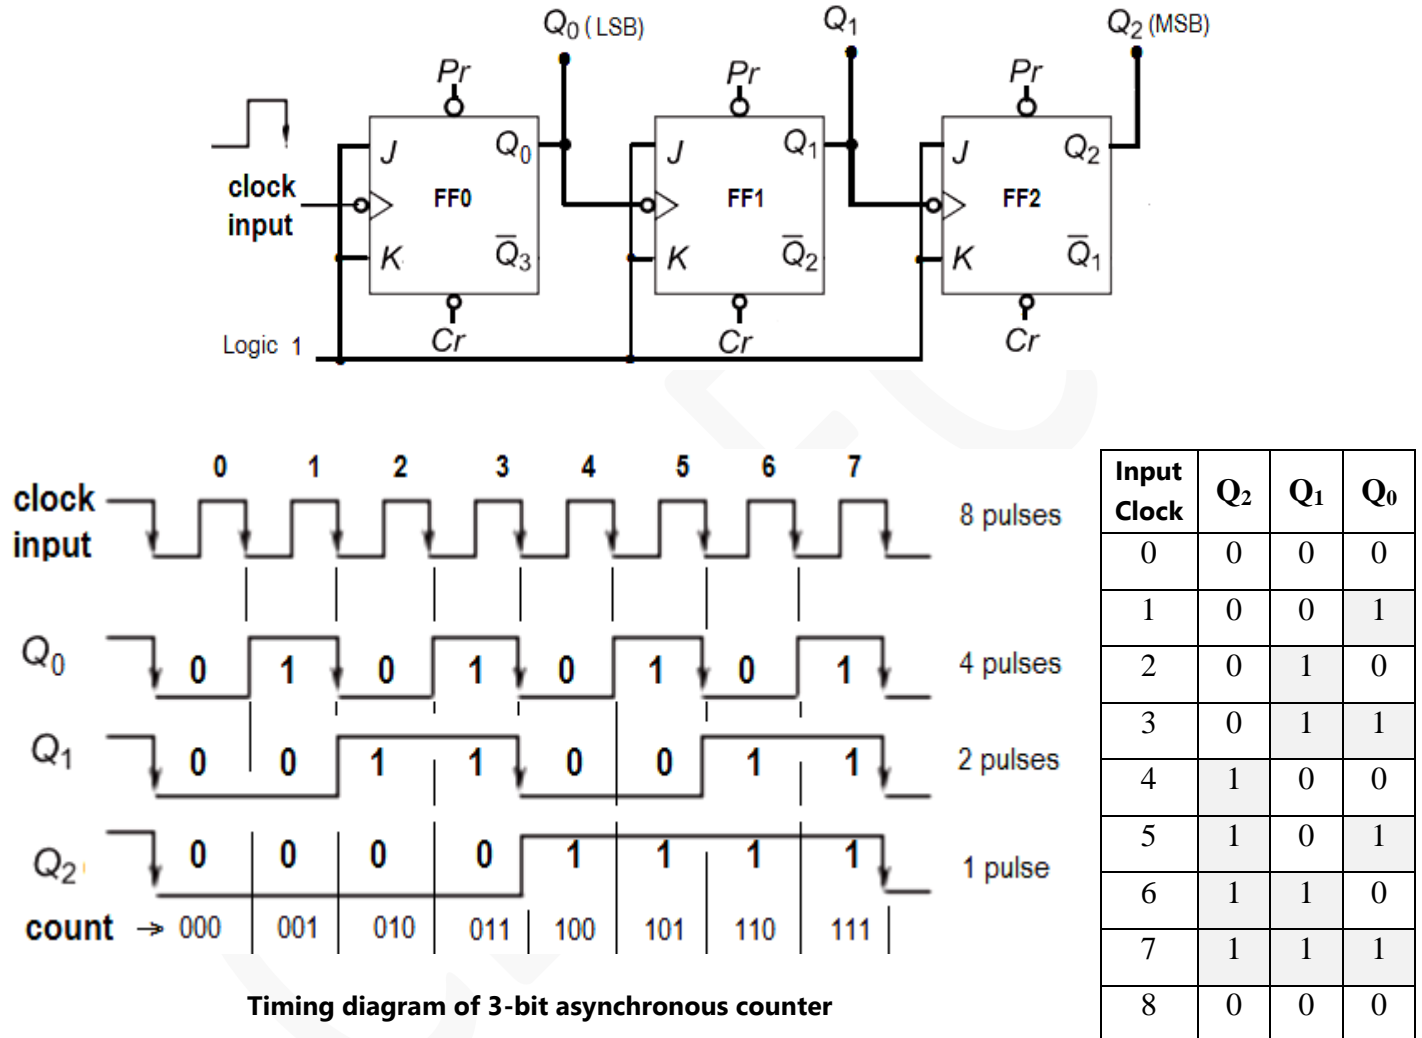 Q0 (LSB) Q1 Q2 (MSB)
Pr Pr Pr
J Q0 J Q1 J Q2
clock
input
FF0 FF1 FF2
K Q̅3 K Q̅2 K Q̅1
Cr Cr Cr
Logic 1
0 1 2 3 4 5 6 7
clock
input
8 pulses
Q0 0 1 0 1 0 1 0 1 4 pulses
Q1 0 0 1 1 0 0 1 1 2 pulses
Q2 0 0 0 0 1 1 1 1 1 pulse
count → 000 001 010 011 100 101 110 111
Timing diagram of 3-bit asynchronous counter
Input
Clock Q2 Q1 Q0
0 0 0 0
1 0 0 1
2 0 1 0
3 0 1 1
4 1 0 0
5 1 0 1
6 1 1 0
7 1 1 1
8 0 0 0